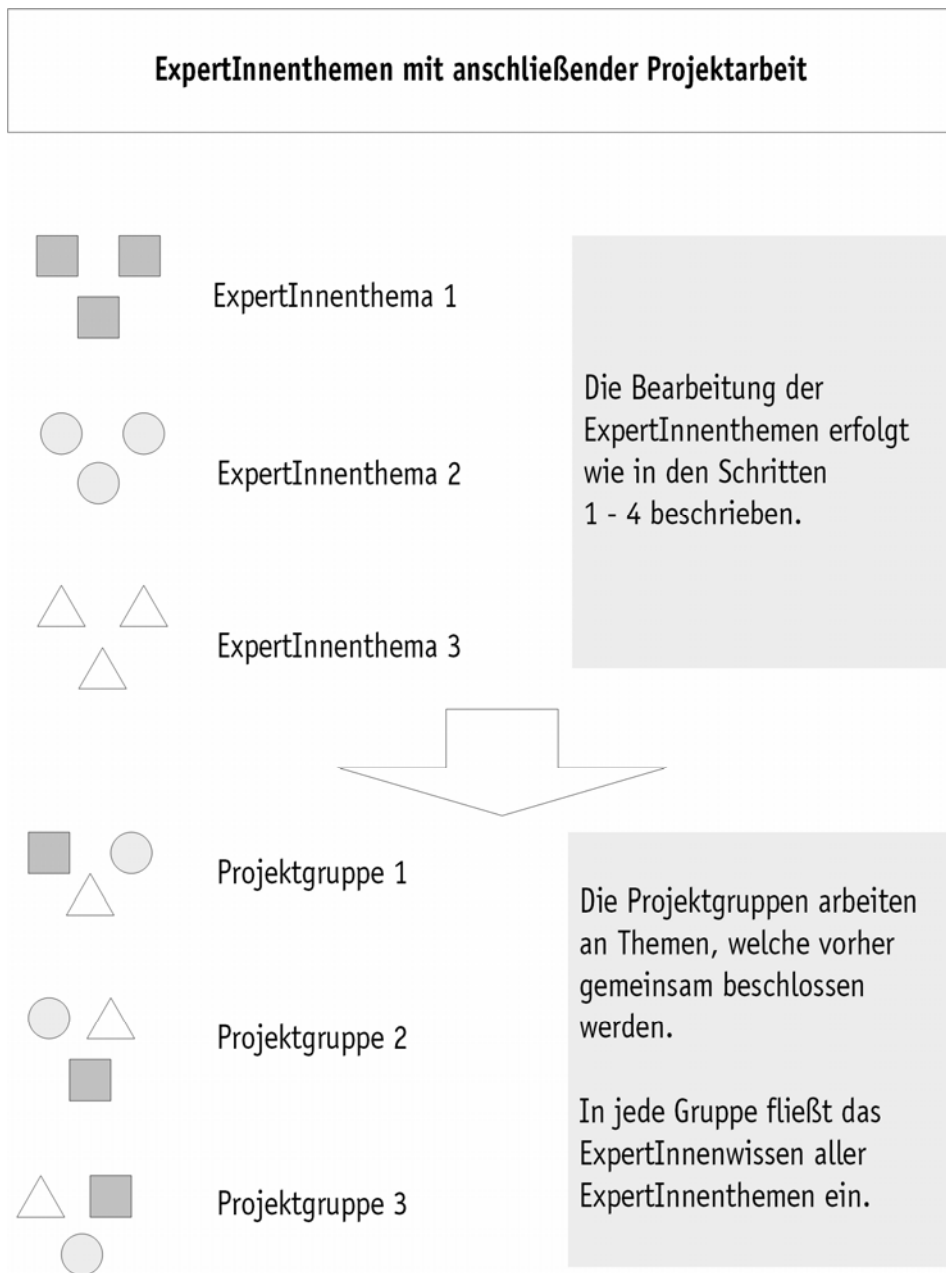 ExpertInnenthemen mit anschließender Projektarbeit
ExpertInnenthema 1
ExpertInnenthema 2
ExpertInnenthema 3
Die Bearbeitung der
ExpertInnenthemen erfolgt
wie in den Schritten
1 - 4 beschrieben.
Projektgruppe 1
Projektgruppe 2
Projektgruppe 3
Die Projektgruppen arbeiten
an Themen, welche vorher
gemeinsam beschlossen
werden.
In jede Gruppe fließt das
ExpertInnenwissen aller
ExpertInnenthemen ein.